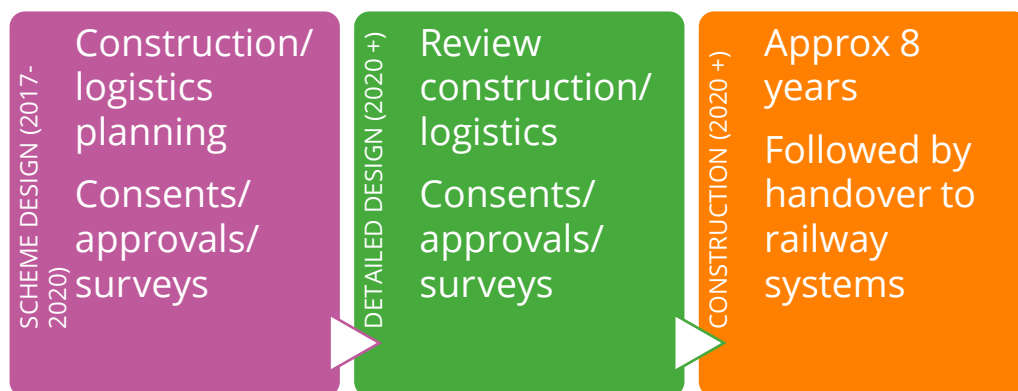 SCHEME DESIGN (2017-
2020)
Construction/
logistics
planning
Consents/
approvals/
surveys
DETAILED DESIGN (2020 +)
Review
construction/
logistics
Consents/
approvals/
surveys
CONSTRUCTION (2020 +)
Approx 8
years
Followed by
handover to
railway
systems